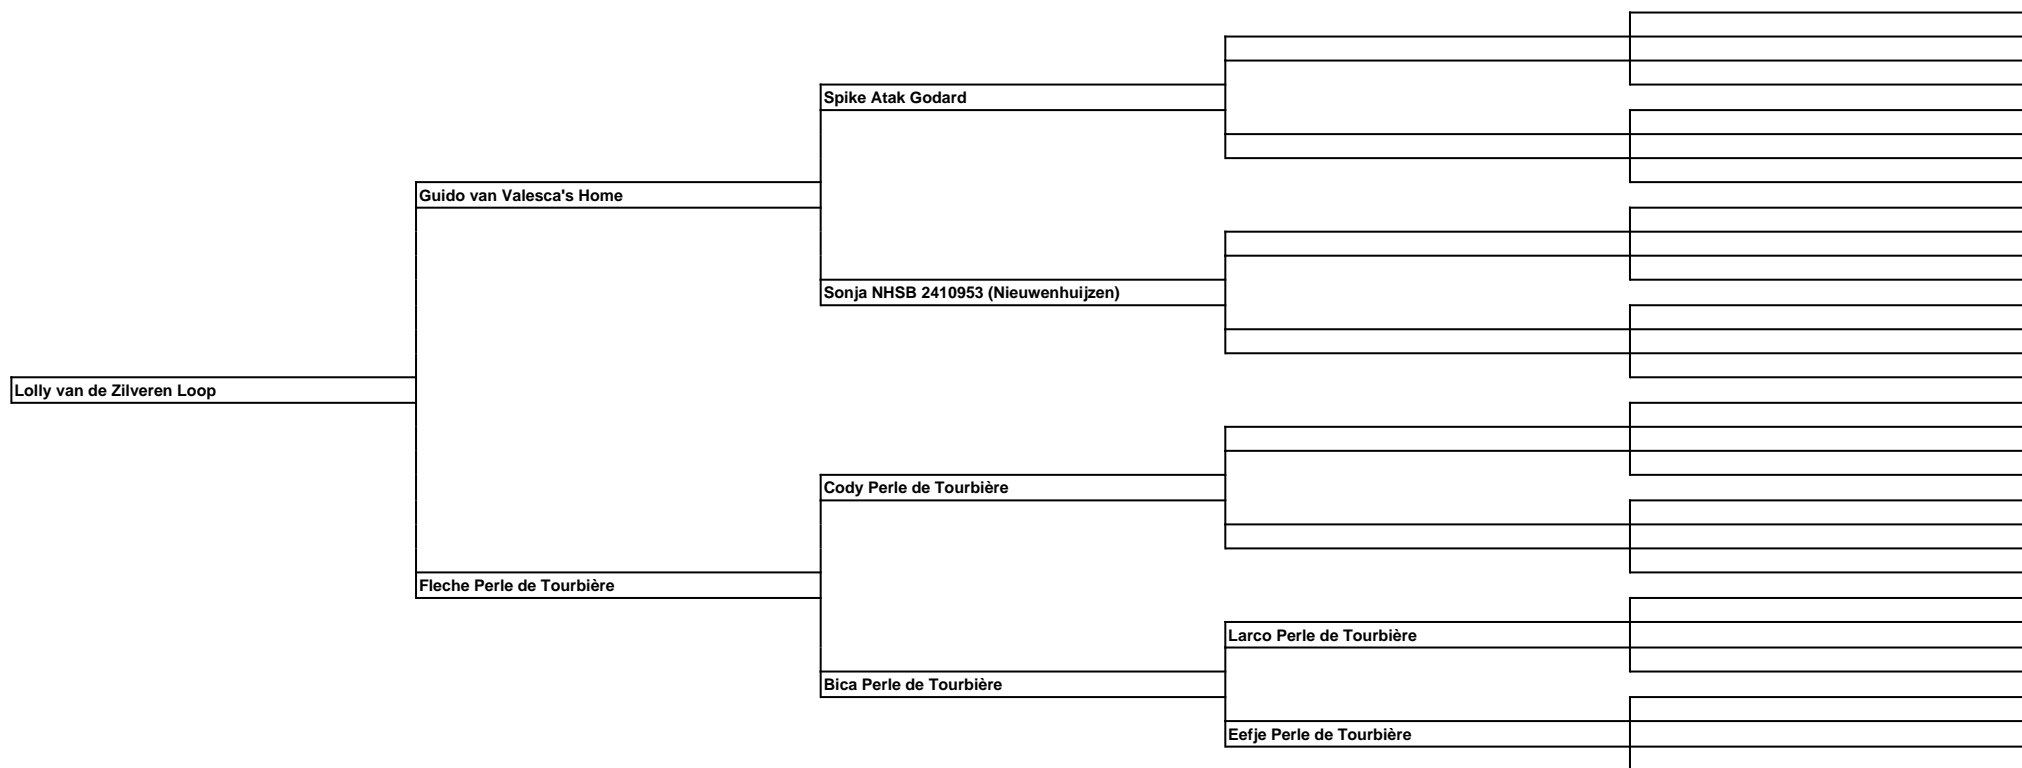 Spike Atak Godard
Guido van Valesca's Home
Sonja NHSB 2410953 (Nieuwenhuijzen)
Lolly van de Zilveren Loop
Cody Perle de Tourbière
Fleche Perle de Tourbière
Larco Perle de Tourbière
Bica Perle de Tourbière
Eefje Perle de Tourbière